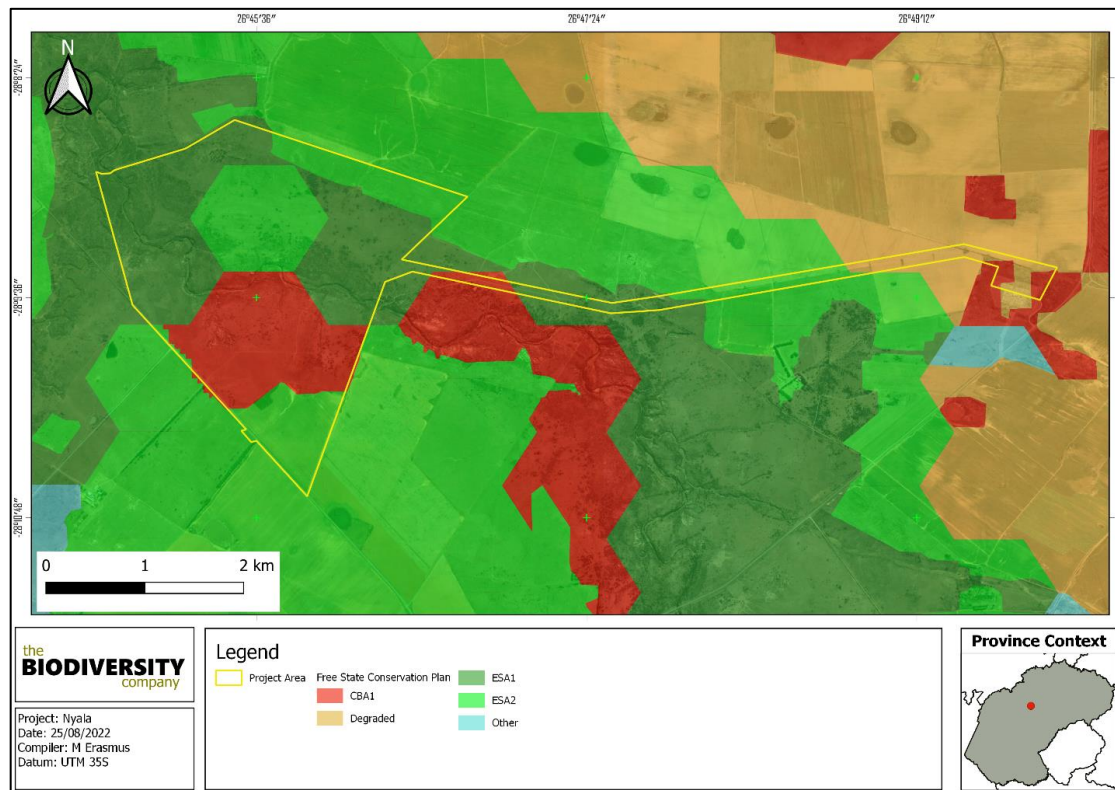 26°45'36"
26°47'24"
26°49'12"
N
-28°8'24"
-28°9'36"
-28°10'48"
0 1 2 km
the
BIODIVERSITY
company
Project: Nyala
Date: 25/08/2022
Compiler: M Erasmus
Datum: UTM 35S
Legend
Project Area
Free State Conservation Plan
CBA1
Degraded
ESA1
ESA2
Other
Province Context